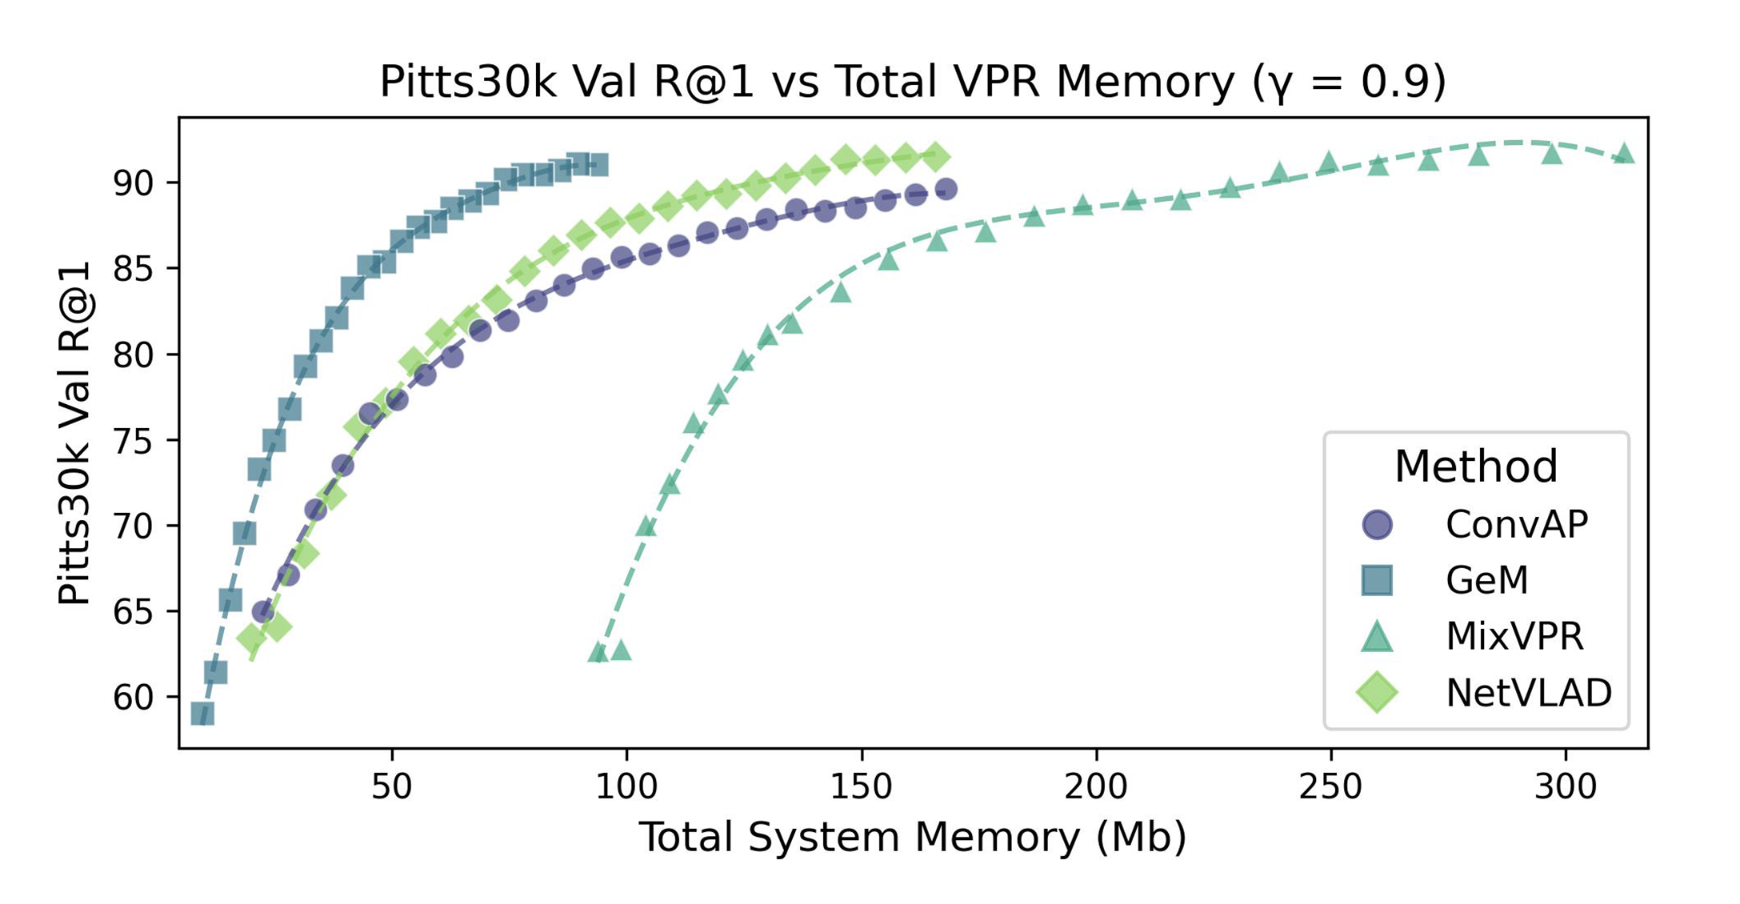 Pitts30k Val R@1 vs Total VPR Memory (γ = 0.9)
Pitts30k Val R@1
90
85
80
75
70
65
60
50
100
150
200
250
300
Total System Memory (Mb)
Method
ConvAP
GeM
MixVPR
NetVLAD